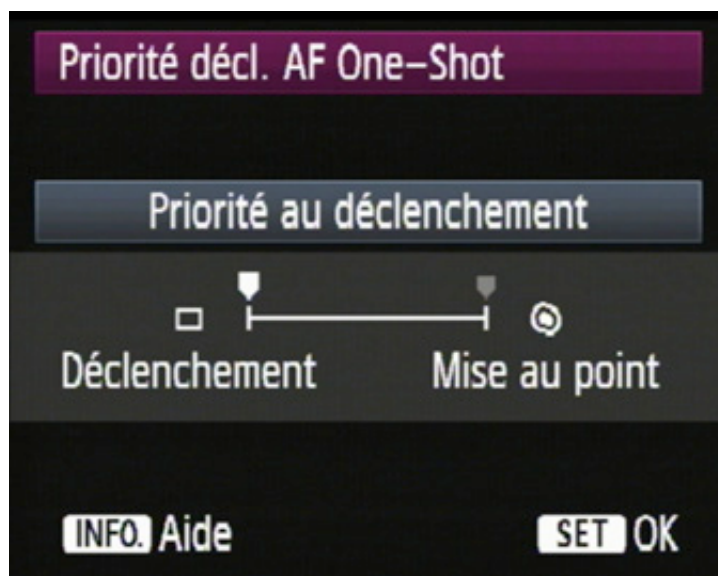 Priorité décl. AF One-Shot
Priorité au déclenchement
Déclenchement Mise au point
INFO. Aide SET OK